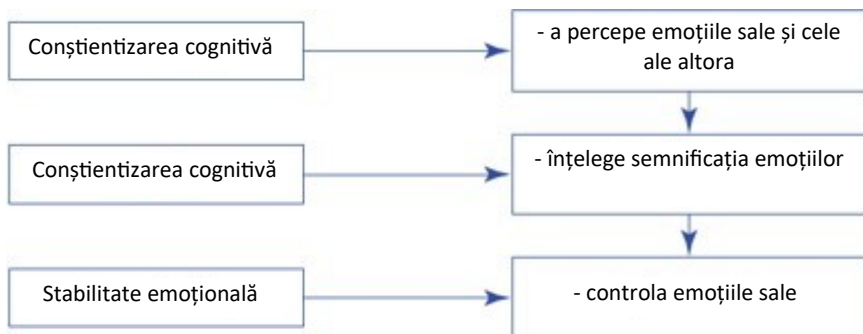 Conștientizarea cognitivă
- a percepe emoțiile sale și cele
ale altora
Conștientizarea cognitivă
- înțelege semnificația emoțiilor
Stabilitate emoțională
- controla emoțiile sale